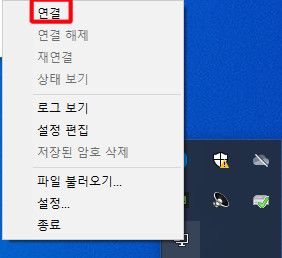 연결
연결 해제
재연결
상태 보기
로그 보기
설정 편집
저장된 암호 삭제
파일 불러오기...
설정...
종료